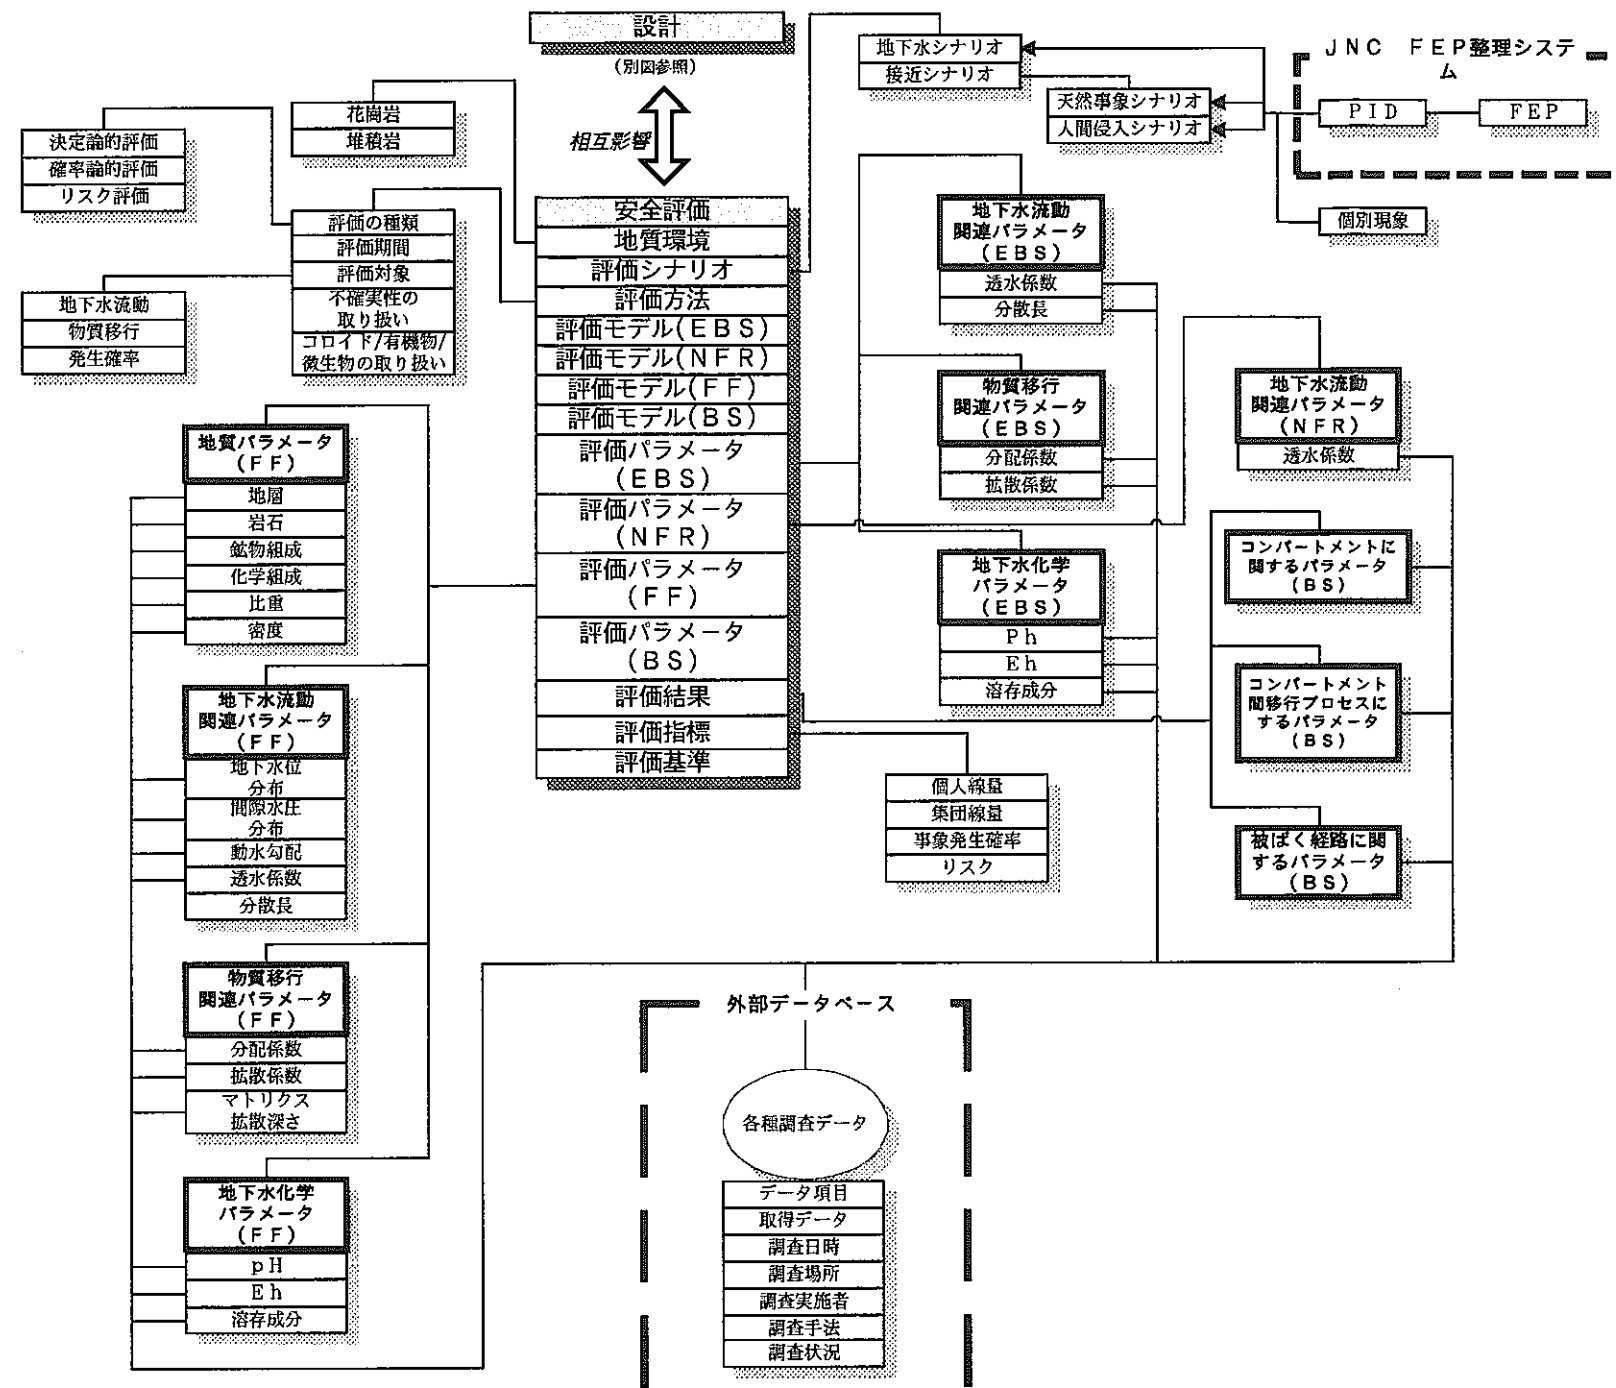 設計
(別図参照)
相互影響
安全評価
地質環境
評価シナリオ
評価方法
評価モデル(EBS)
評価モデル(NFR)
評価モデル(FF)
評価モデル(BS)
評価パラメータ
(EBS)
評価パラメータ
(NFR)
評価パラメータ
(FF)
評価パラメータ
(BS)
評価結果
評価指標
評価基準
花崗岩
堆積岩
決定論的評価
確率論的評価
リスク評価
評価の種類
評価期間
評価対象
不確実性の
取り扱い
コロイド/有機物/
微生物の取り扱い
地下水流動
物質移行
発生確率
地質パラメータ
(FF)
地層
岩石
鉱物組成
化学組成
比重
密度
地下水流動
関連パラメータ
(FF)
地下水位
分布
間隙水圧
分布
動水勾配
透水係数
分散長
物質移行
関連パラメータ
(FF)
分配係数
拡散係数
マトリクス
拡散深さ
地下水化学
パラメータ
(FF)
pH
Eh
溶存成分
地下水シナリオ
接近シナリオ
天然事象シナリオ
人間侵入シナリオ
JNC FEP整理システ
ム
PID
FEP
個別現象
地下水流動
関連パラメータ
(EBS)
透水係数
分散長
物質移行
関連パラメータ
(EBS)
分配係数
拡散係数
地下水化学
パラメータ
(EBS)
Ph
Eh
溶存成分
地下水流動
関連パラメータ
(NFR)
透水係数
コンパートメントに
関するパラメータ
(BS)
コンパートメント
間移行プロセスに
するパラメータ
(BS)
被ばく経路に関
するパラメータ
(BS)
個人線量
集団線量
事象発生確率
リスク
外部データベース
各種調査データ
データ項目
取得データ
調査日時
調査場所
調査実施者
調査手法
調査状況